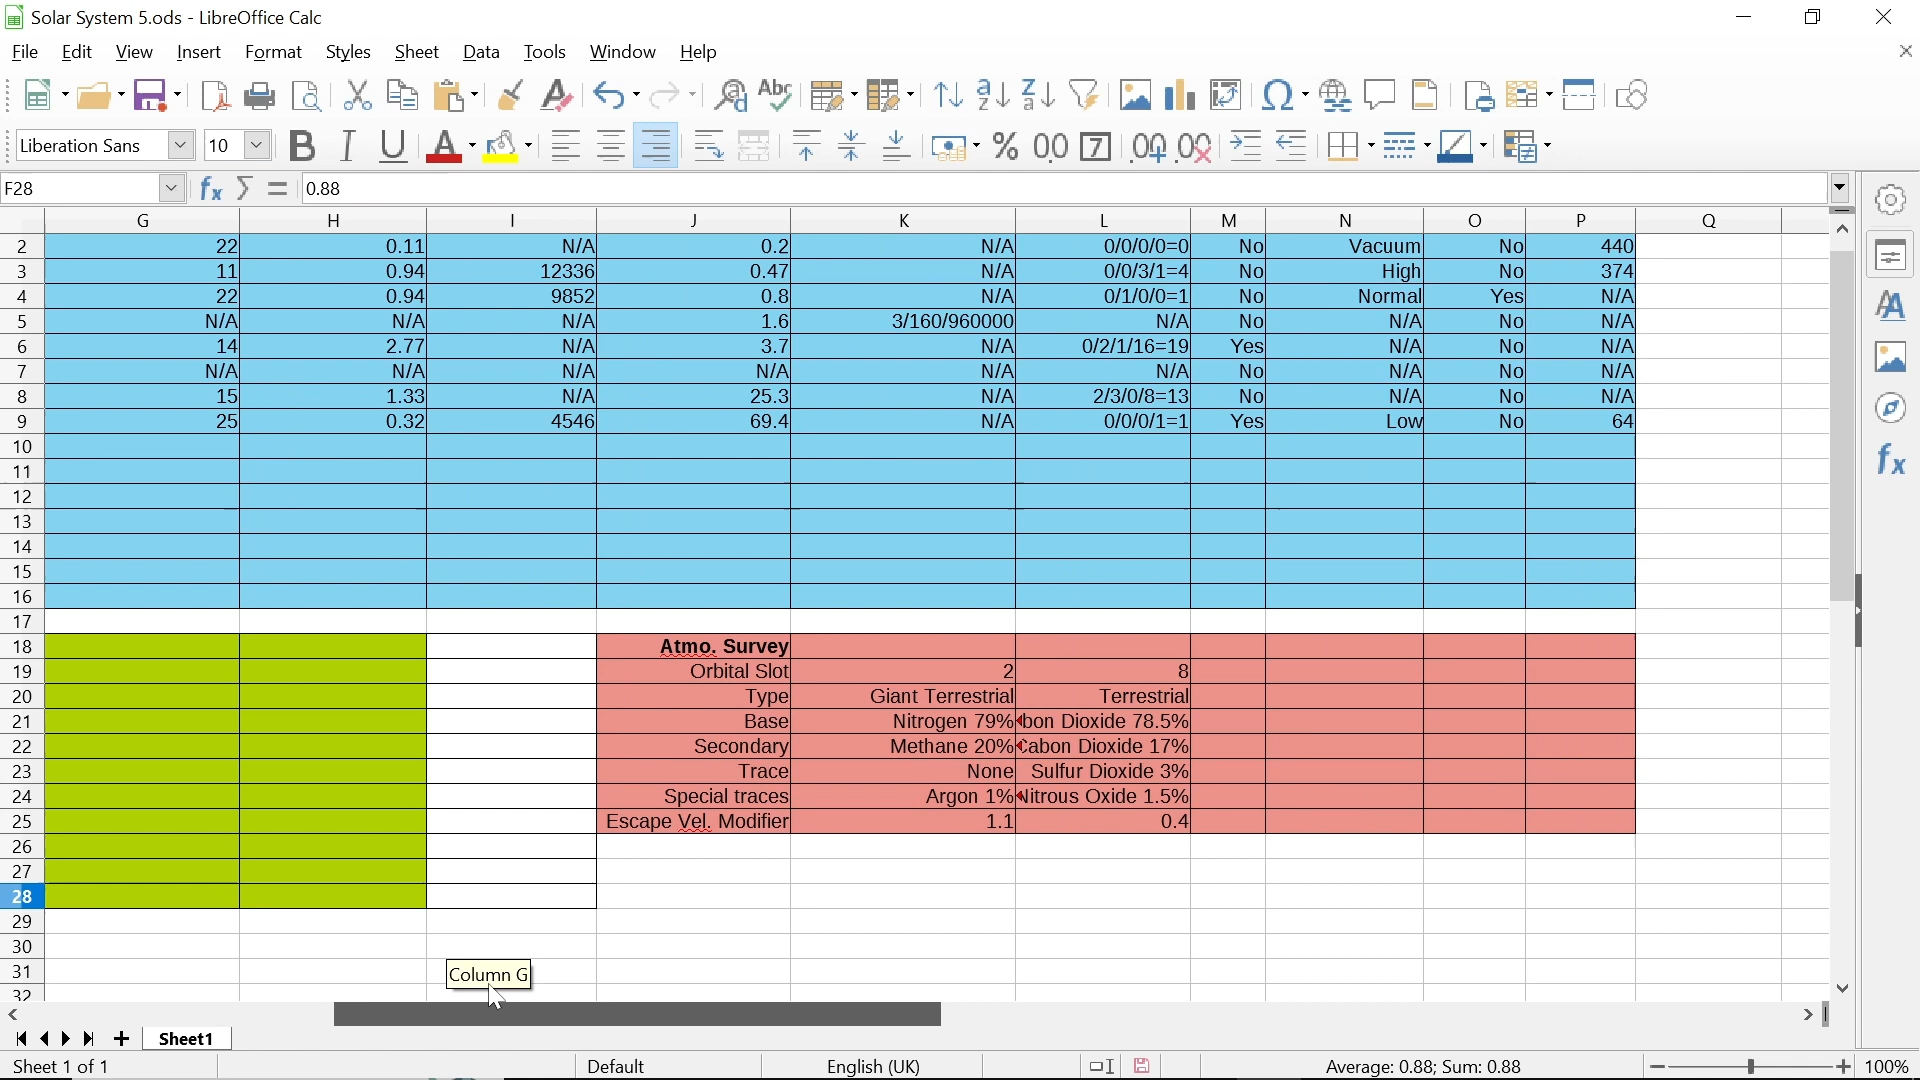 Solar System 5.ods - LibreOffice Calc
File Edit View Insert Format Styles Sheet Data Tools Window Help
Liberation Sans 10
F28 0.88
G H I J K L M N O P Q
2 22 0.11 N/A 0.2 N/A 0/0/0/0=0 No Vacuum No 440
3 11 0.94 12336 0.47 N/A 0/0/3/1=4 No High No 374
4 22 0.94 9852 0.8 N/A 0/1/0/0=1 No Normal Yes N/A
5 N/A N/A N/A 1.6 3/160/960000 N/A No N/A No N/A
6 14 2.77 N/A 3.7 N/A 0/2/1/16=19 Yes N/A No N/A
7 N/A N/A N/A N/A N/A N/A No N/A No N/A
8 15 1.33 N/A 25.3 N/A 2/3/0/8=13 No N/A No N/A
9 25 0.32 4546 69.4 N/A 0/0/0/1=1 Yes Low No 64
10
11
12
13
14
15
16
17
18 Atmo. Survey
19 Orbital Slot 2 8
20 Type Giant Terrestrial Terrestrial
21 Base Nitrogen 79% bon Dioxide 78.5%
22 Secondary Methane 20% Cabon Dioxide 17%
23 Trace None Sulfur Dioxide 3%
24 Special traces Argon 1% Nitrous Oxide 1.5%
25 Escape Vel. Modifier 1.1 0.4
26
27
28
29
30
31
32
Column G
Sheet1
Sheet 1 of 1 Default English (UK) Average: 0.88; Sum: 0.88 100%